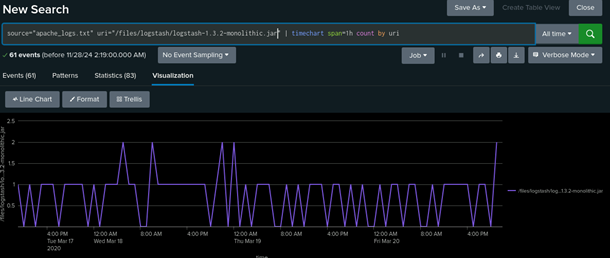 New Search
Save As ▾ Create Table View Close
source="apache_logs.txt" uri="/files/logstash/logstash-1.3.2-monolithic.jar" | timechart span=1h count by uri
All time ▾
✓ 61 events (before 11/28/24 2:19:00.000 AM) No Event Sampling ▾
Job ▾ Verbose Mode ▾
Events (61) Patterns Statistics (83) Visualization
Line Chart Format Trellis
2.5
2
1.5
1
0.5
/files/logstash/lo...3.2-monolithic.jar
4:00 PM
Tue Mar 17
2020
12:00 AM
Wed Mar 18
8:00 AM
4:00 PM
12:00 AM
Thu Mar 19
8:00 AM
4:00 PM
12:00 AM
Fri Mar 20
8:00 AM
4:00 PM
time
/files/logstash/log...1.3.2-monolithic.jar